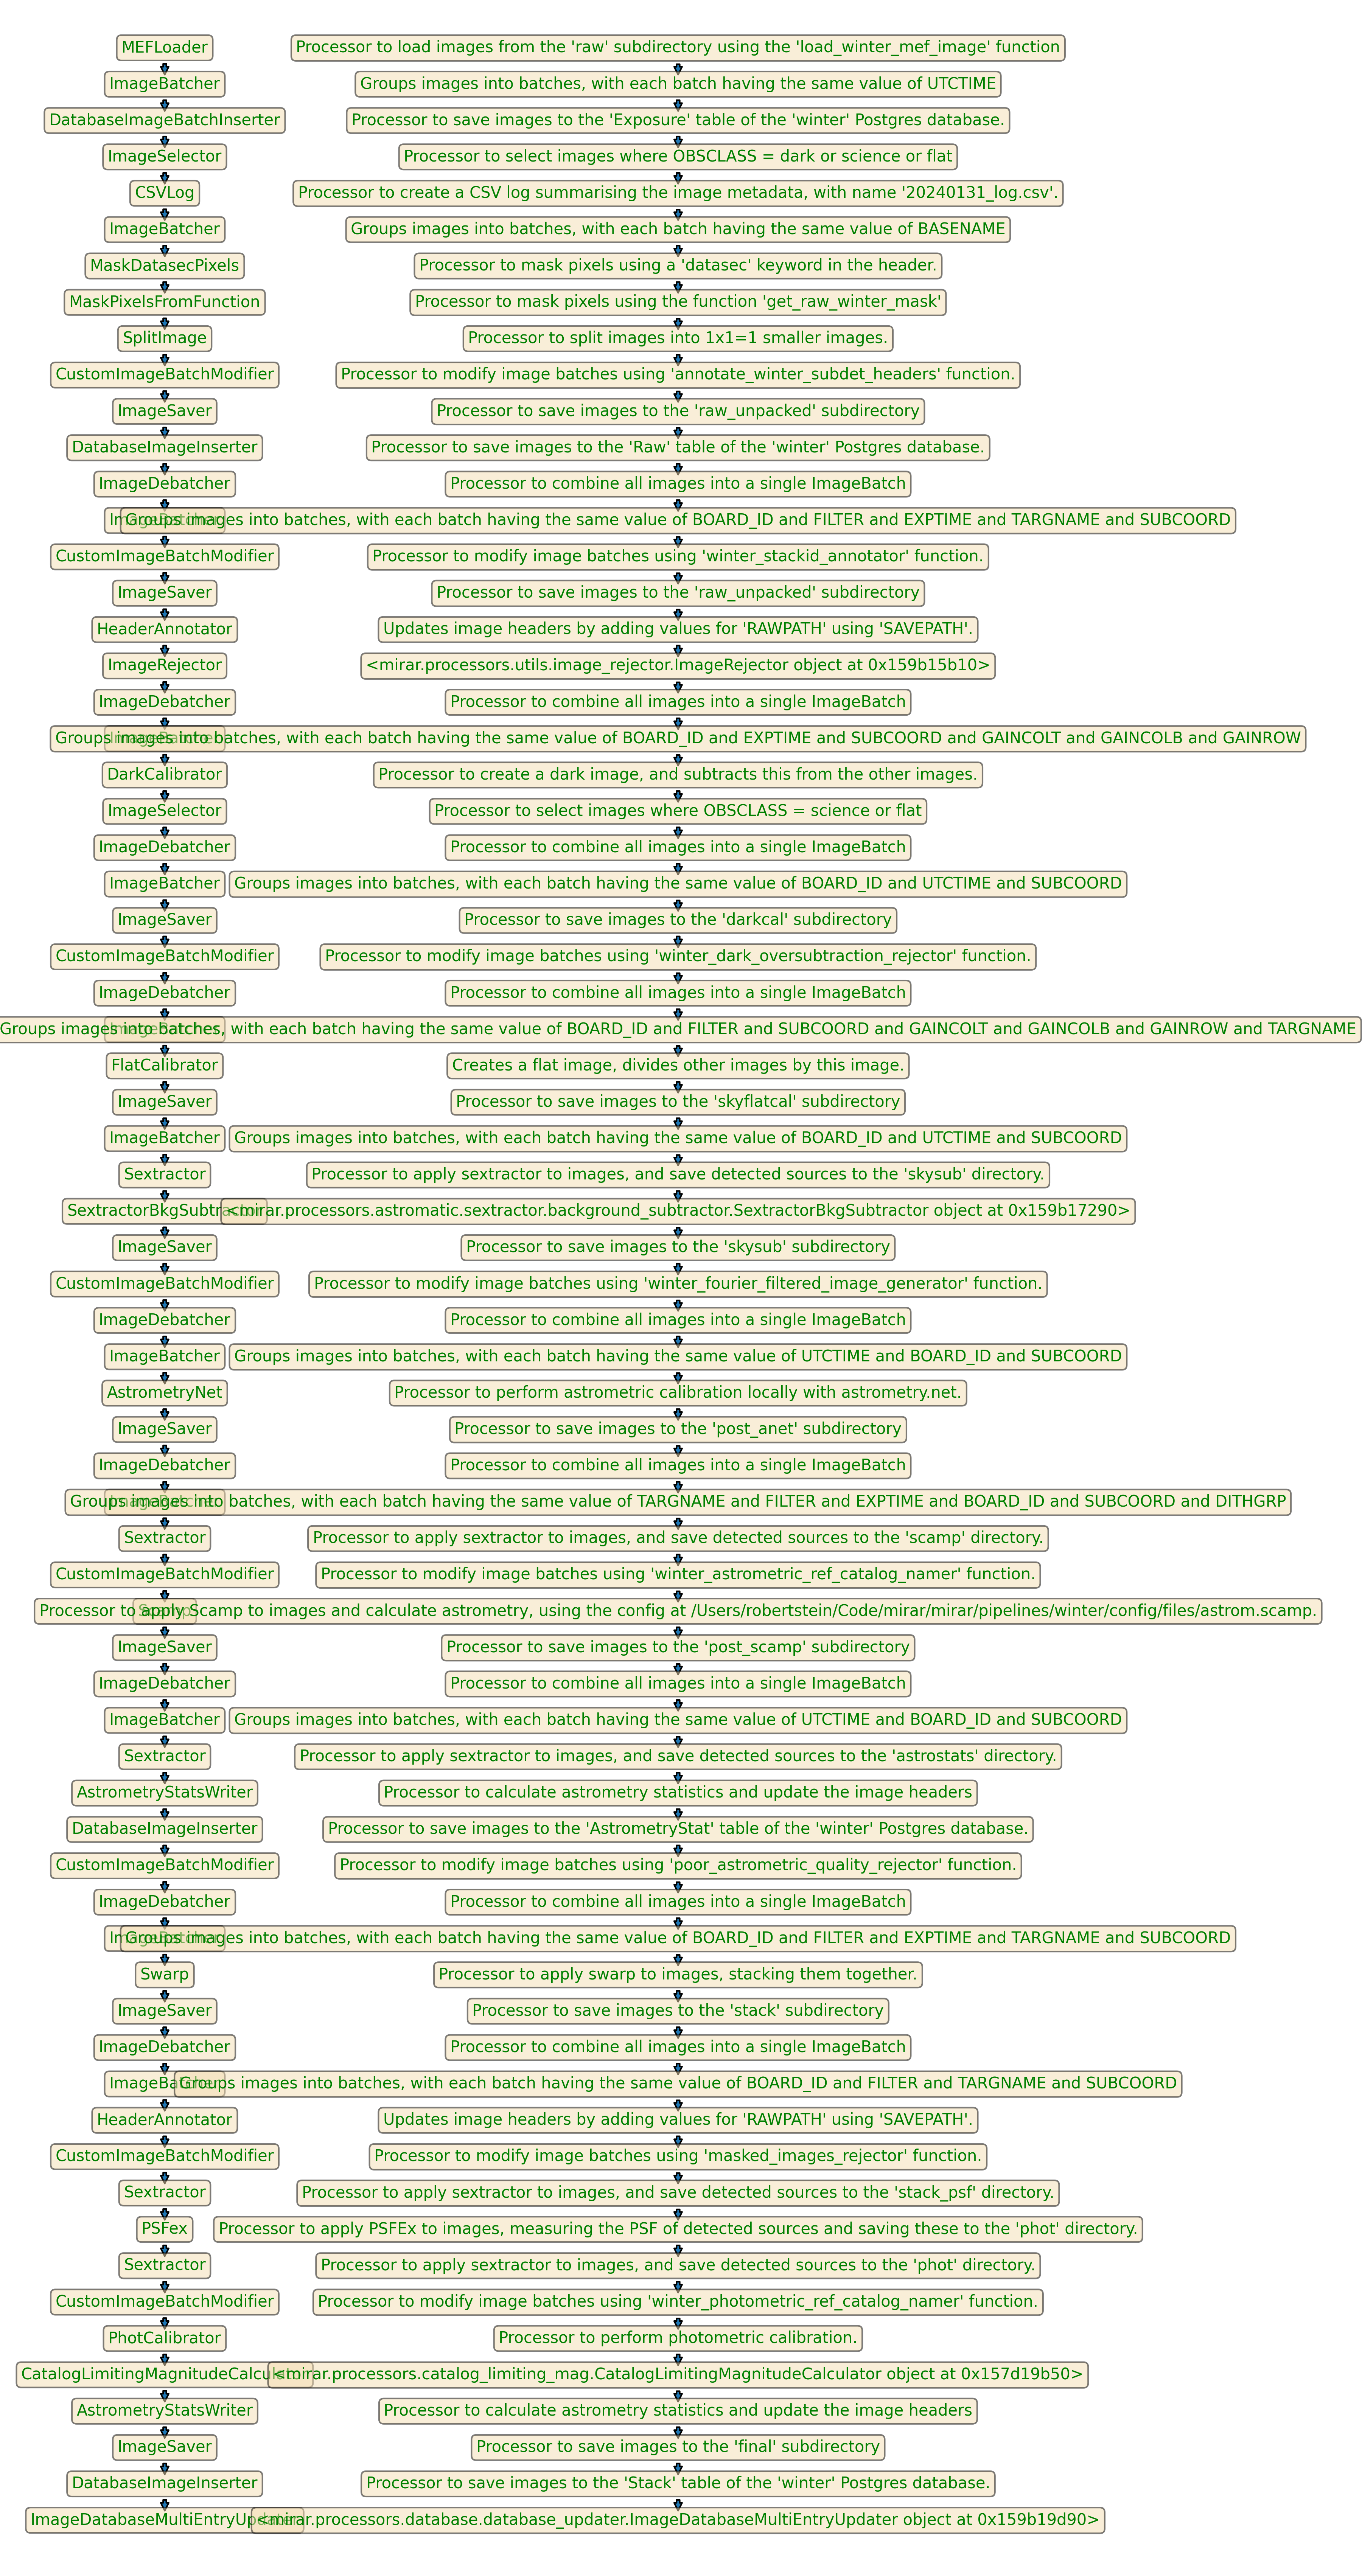 MEFLoader Processor to load images from the 'raw' subdirectory using the 'load_winter_mef_image' function
ImageBatcher Groups images into batches, with each batch having the same value of UTCTIME
DatabaseImageBatchInserter Processor to save images to the 'Exposure' table of the 'winter' Postgres database.
ImageSelector Processor to select images where OBSCLASS = dark or science or flat
CSVLog Processor to create a CSV log summarising the image metadata, with name '20240131_log.csv'.
ImageBatcher Groups images into batches, with each batch having the same value of BASENAME
MaskDatasecPixels Processor to mask pixels using a 'datasec' keyword in the header.
MaskPixelsFromFunction Processor to mask pixels using the function 'get_raw_winter_mask'
SplitImage Processor to split images into 1x1=1 smaller images.
CustomImageBatchModifier Processor to modify image batches using 'annotate_winter_subdet_headers' function.
ImageSaver Processor to save images to the 'raw_unpacked' subdirectory
DatabaseImageInserter Processor to save images to the 'Raw' table of the 'winter' Postgres database.
ImageDebatcher Processor to combine all images into a single ImageBatch
ImageBatcher Groups images into batches, with each batch having the same value of BOARD_ID and FILTER and EXPTIME and TARGNAME and SUBCOORD
CustomImageBatchModifier Processor to modify image batches using 'winter_stackid_annotator' function.
ImageSaver Processor to save images to the 'raw_unpacked' subdirectory
HeaderAnnotator Updates image headers by adding values for 'RAWPATH' using 'SAVEPATH'.
ImageRejector <mirar.processors.utils.image_rejector.ImageRejector object at 0x159b15b10>
ImageDebatcher Processor to combine all images into a single ImageBatch
ImageBatcher Groups images into batches, with each batch having the same value of BOARD_ID and EXPTIME and SUBCOORD and GAINCOLT and GAINCOLB and GAINROW
DarkCalibrator Processor to create a dark image, and subtracts this from the other images.
ImageSelector Processor to select images where OBSCLASS = science or flat
ImageDebatcher Processor to combine all images into a single ImageBatch
ImageBatcher Groups images into batches, with each batch having the same value of BOARD_ID and UTCTIME and SUBCOORD
ImageSaver Processor to save images to the 'darkcal' subdirectory
CustomImageBatchModifier Processor to modify image batches using 'winter_dark_oversubtraction_rejector' function.
ImageDebatcher Processor to combine all images into a single ImageBatch
ImageBatcher Groups images into batches, with each batch having the same value of BOARD_ID and FILTER and SUBCOORD and GAINCOLT and GAINCOLB and GAINROW and TARGNAME
FlatCalibrator Creates a flat image, divides other images by this image.
ImageSaver Processor to save images to the 'skyflatcal' subdirectory
ImageBatcher Groups images into batches, with each batch having the same value of BOARD_ID and UTCTIME and SUBCOORD
Sextractor Processor to apply sextractor to images, and save detected sources to the 'skysub' directory.
SextractorBkgSubtractor <mirar.processors.astromatic.sextractor.background_subtractor.SextractorBkgSubtractor object at 0x159b17290>
ImageSaver Processor to save images to the 'skysub' subdirectory
CustomImageBatchModifier Processor to modify image batches using 'winter_fourier_filtered_image_generator' function.
ImageDebatcher Processor to combine all images into a single ImageBatch
ImageBatcher Groups images into batches, with each batch having the same value of UTCTIME and BOARD_ID and SUBCOORD
AstrometryNet Processor to perform astrometric calibration locally with astrometry.net.
ImageSaver Processor to save images to the 'post_anet' subdirectory
ImageDebatcher Processor to combine all images into a single ImageBatch
ImageBatcher Groups images into batches, with each batch having the same value of TARGNAME and FILTER and EXPTIME and BOARD_ID and SUBCOORD and DITHGRP
Sextractor Processor to apply sextractor to images, and save detected sources to the 'scamp' directory.
CustomImageBatchModifier Processor to modify image batches using 'winter_astrometric_ref_catalog_namer' function.
Scamp Processor to apply Scamp to images and calculate astrometry, using the config at /Users/robertstein/Code/mirar/mirar/pipelines/winter/config/files/astrom.scamp.
ImageSaver Processor to save images to the 'post_scamp' subdirectory
ImageDebatcher Processor to combine all images into a single ImageBatch
ImageBatcher Groups images into batches, with each batch having the same value of UTCTIME and BOARD_ID and SUBCOORD
Sextractor Processor to apply sextractor to images, and save detected sources to the 'astrostats' directory.
AstrometryStatsWriter Processor to calculate astrometry statistics and update the image headers
DatabaseImageInserter Processor to save images to the 'AstrometryStat' table of the 'winter' Postgres database.
CustomImageBatchModifier Processor to modify image batches using 'poor_astrometric_quality_rejector' function.
ImageDebatcher Processor to combine all images into a single ImageBatch
ImageBatcher Groups images into batches, with each batch having the same value of BOARD_ID and FILTER and EXPTIME and TARGNAME and SUBCOORD
Swarp Processor to apply swarp to images, stacking them together.
ImageSaver Processor to save images to the 'stack' subdirectory
ImageDebatcher Processor to combine all images into a single ImageBatch
ImageBatcher Groups images into batches, with each batch having the same value of BOARD_ID and FILTER and TARGNAME and SUBCOORD
HeaderAnnotator Updates image headers by adding values for 'RAWPATH' using 'SAVEPATH'.
CustomImageBatchModifier Processor to modify image batches using 'masked_images_rejector' function.
Sextractor Processor to apply sextractor to images, and save detected sources to the 'stack_psf' directory.
PSFex Processor to apply PSFEx to images, measuring the PSF of detected sources and saving these to the 'phot' directory.
Sextractor Processor to apply sextractor to images, and save detected sources to the 'phot' directory.
CustomImageBatchModifier Processor to modify image batches using 'winter_photometric_ref_catalog_namer' function.
PhotCalibrator Processor to perform photometric calibration.
CatalogLimitingMagnitudeCalculator <mirar.processors.catalog_limiting_mag.CatalogLimitingMagnitudeCalculator object at 0x157d19b50>
AstrometryStatsWriter Processor to calculate astrometry statistics and update the image headers
ImageSaver Processor to save images to the 'final' subdirectory
DatabaseImageInserter Processor to save images to the 'Stack' table of the 'winter' Postgres database.
ImageDatabaseMultiEntryUpdater <mirar.processors.database.database_updater.ImageDatabaseMultiEntryUpdater object at 0x159b19d90>